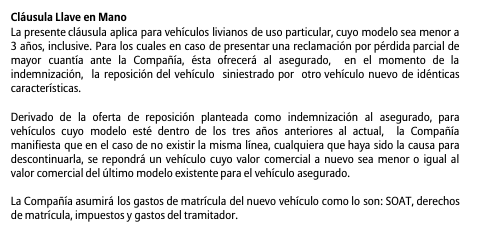 Cláusula Llave en Mano
La presente cláusula aplica para vehículos livianos de uso particular, cuyo modelo sea menor a
3 años, inclusive. Para los cuales en caso de presentar una reclamación por pérdida parcial de
mayor cuantía ante la Compañía, ésta ofrecerá al asegurado, en el momento de la
indemnización, la reposición del vehículo siniestrado por otro vehículo nuevo de idénticas
características.
Derivado de la oferta de reposición planteada como indemnización al asegurado, para
vehículos cuyo modelo esté dentro de los tres años anteriores al actual, la Compañía
manifiesta que en el caso de no existir la misma línea, cualquiera que haya sido la causa para
descontinuarla, se repondrá un vehículo cuyo valor comercial a nuevo sea menor o igual al
valor comercial del último modelo existente para el vehículo asegurado.
La Compañía asumirá los gastos de matrícula del nuevo vehículo como lo son: SOAT, derechos
de matrícula, impuestos y gastos del tramitador.